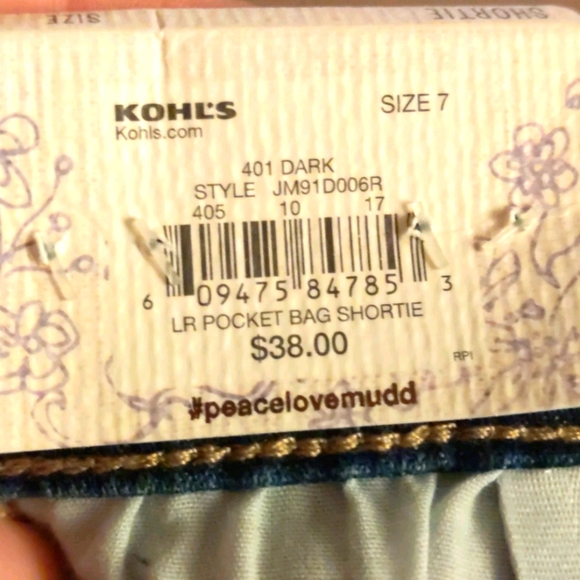 SIZE
SHORTIE
KOHL'S
Kohls.com
SIZE 7
401 DARK
STYLE JM91D006R
405 10 17
6 09475 84785 3
LR POCKET BAG SHORTIE
$38.00
RPI
#peacelovemudd